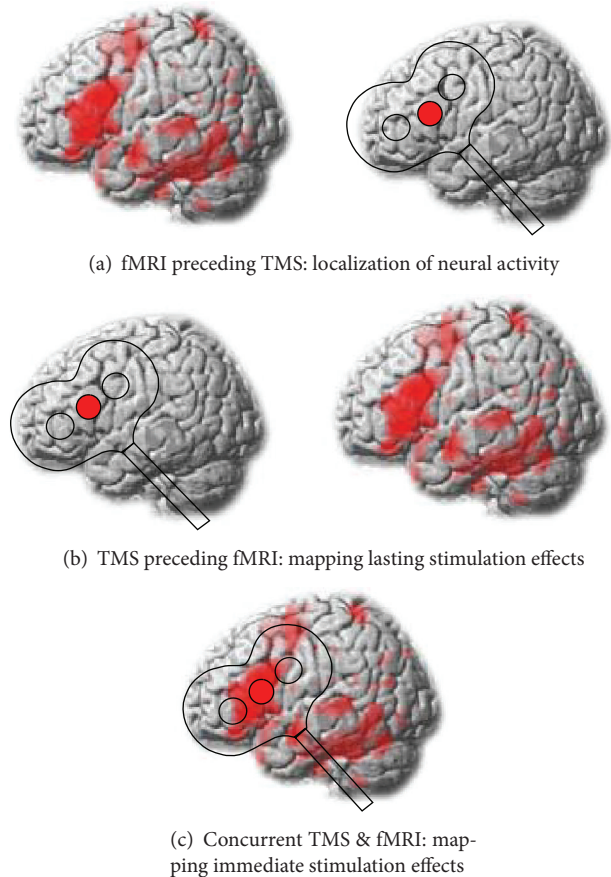 (a) fMRI preceding TMS: localization of neural activity
(b) TMS preceding fMRI: mapping lasting stimulation effects
(c) Concurrent TMS & fMRI: map-
ping immediate stimulation effects